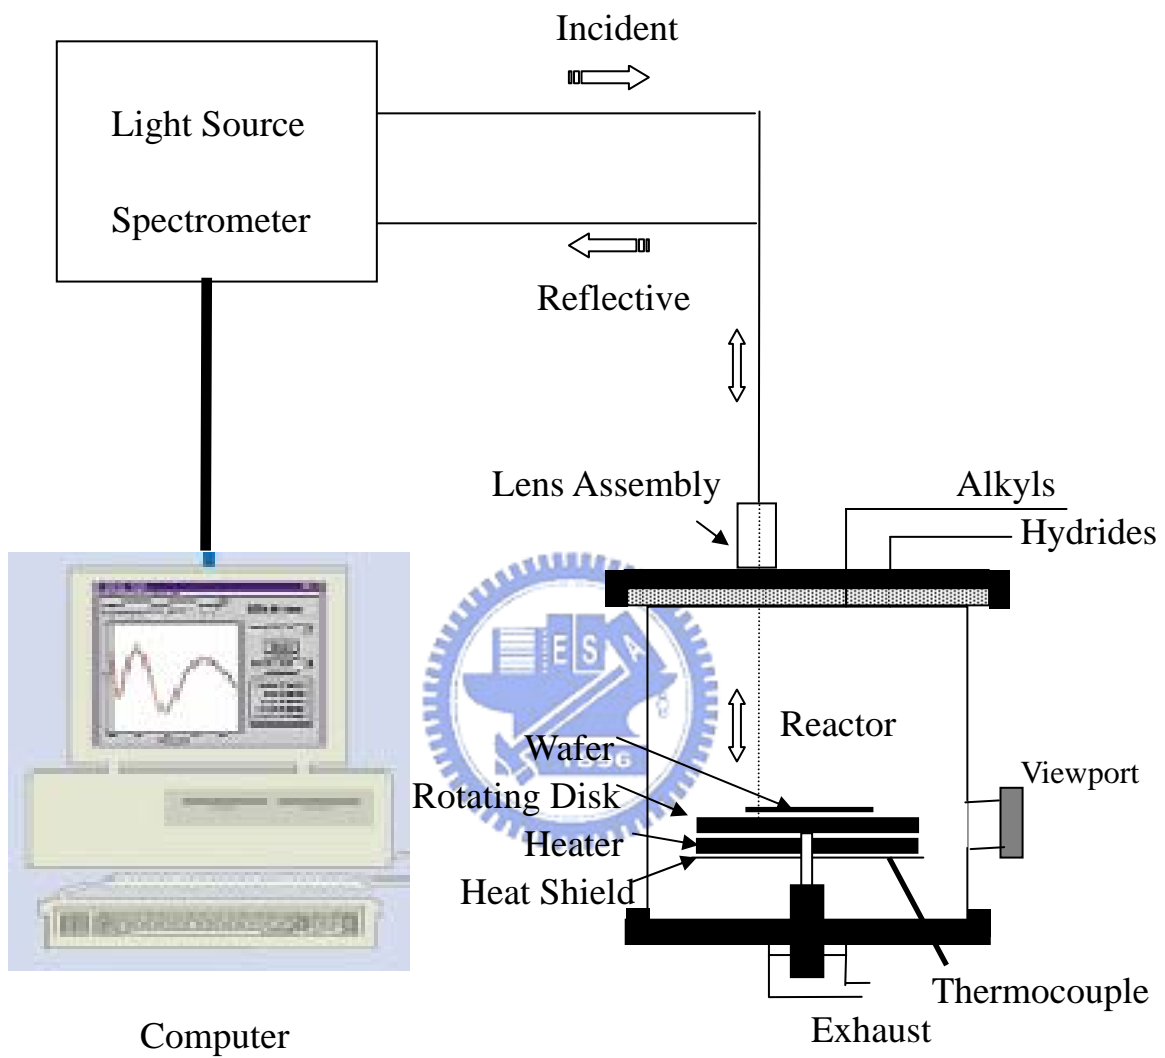 Incident
Light Source
Spectrometer
Reflective
Lens Assembly
Alkyls
Hydrides
E S A
Reactor
Wafer
1896
Viewport
Rotating Disk
Heater
Heat Shield
Thermocouple
Exhaust
Computer